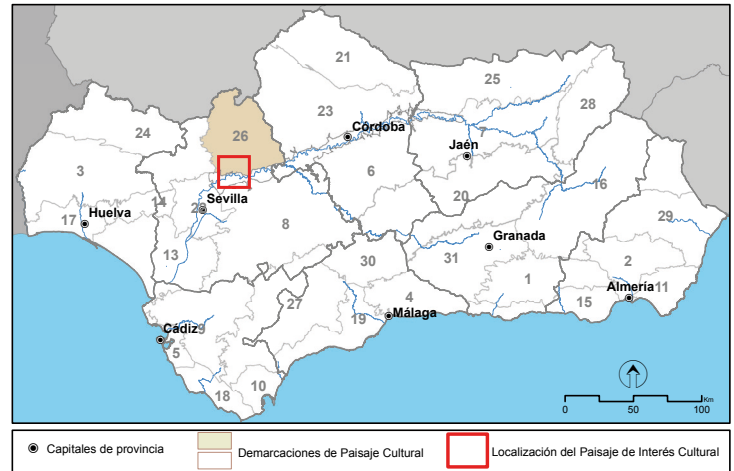 21
25
23
28
24
26
Córdoba
Jaén
3
6
16
20
14
Sevilla
17
Huelva
29
8
Granada
13
30
31
2
27
1
4
Almería
11
15
19
Málaga
Cádiz
9
5
10
18
Km
0 50 100
Capitales de provincia
Demarcaciones de Paisaje Cultural
Localización del Paisaje de Interés Cultural